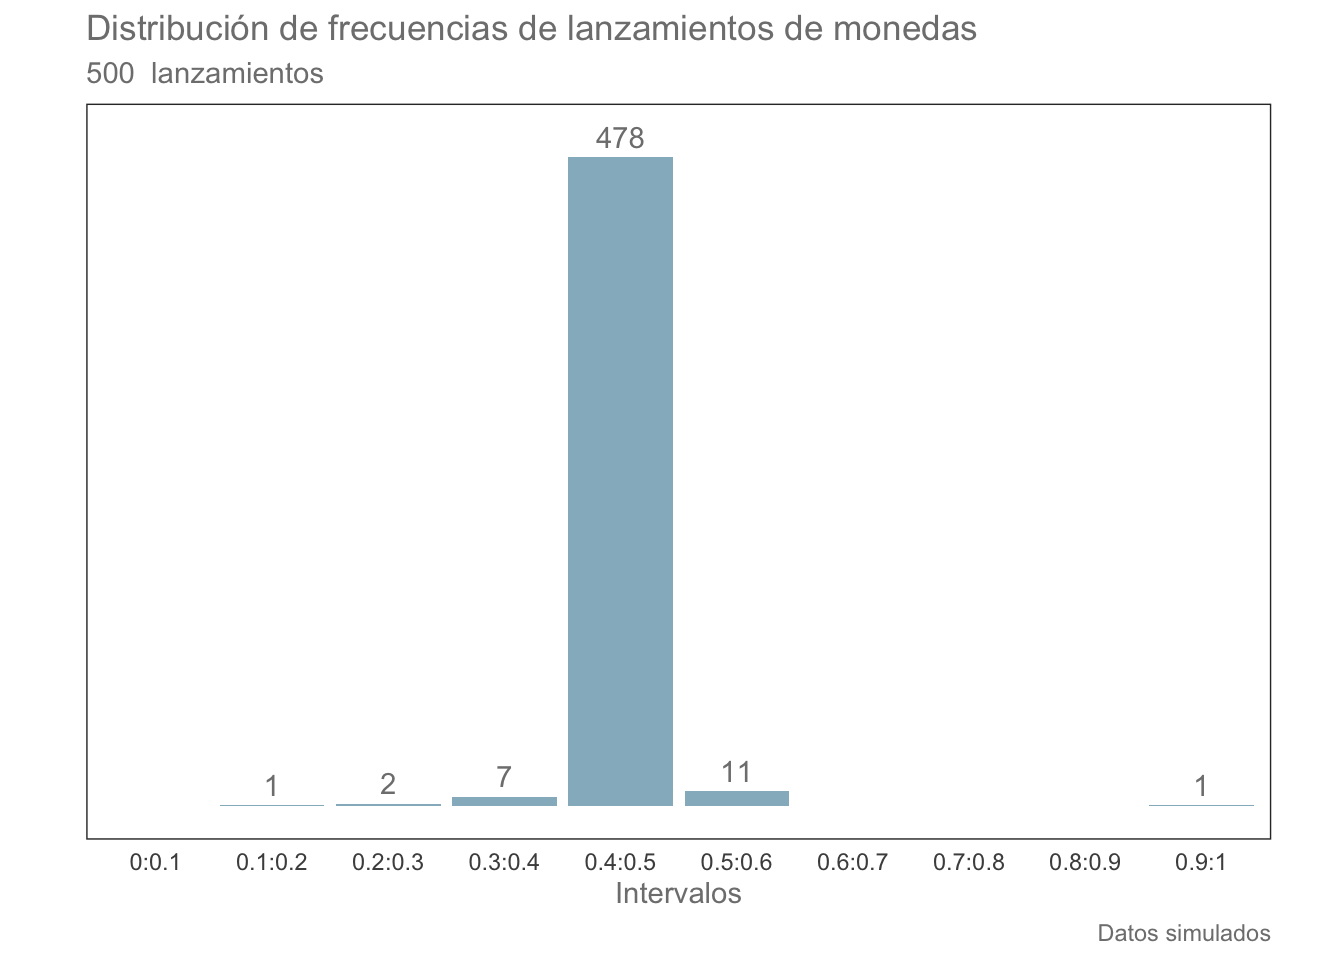 Distribución de frecuencias de lanzamientos de monedas
500 lanzamientos
478
1 2 7 11 1
0:0.1 0.1:0.2 0.2:0.3 0.3:0.4 0.4:0.5 0.5:0.6 0.6:0.7 0.7:0.8 0.8:0.9 0.9:1
Intervalos
Datos simulados